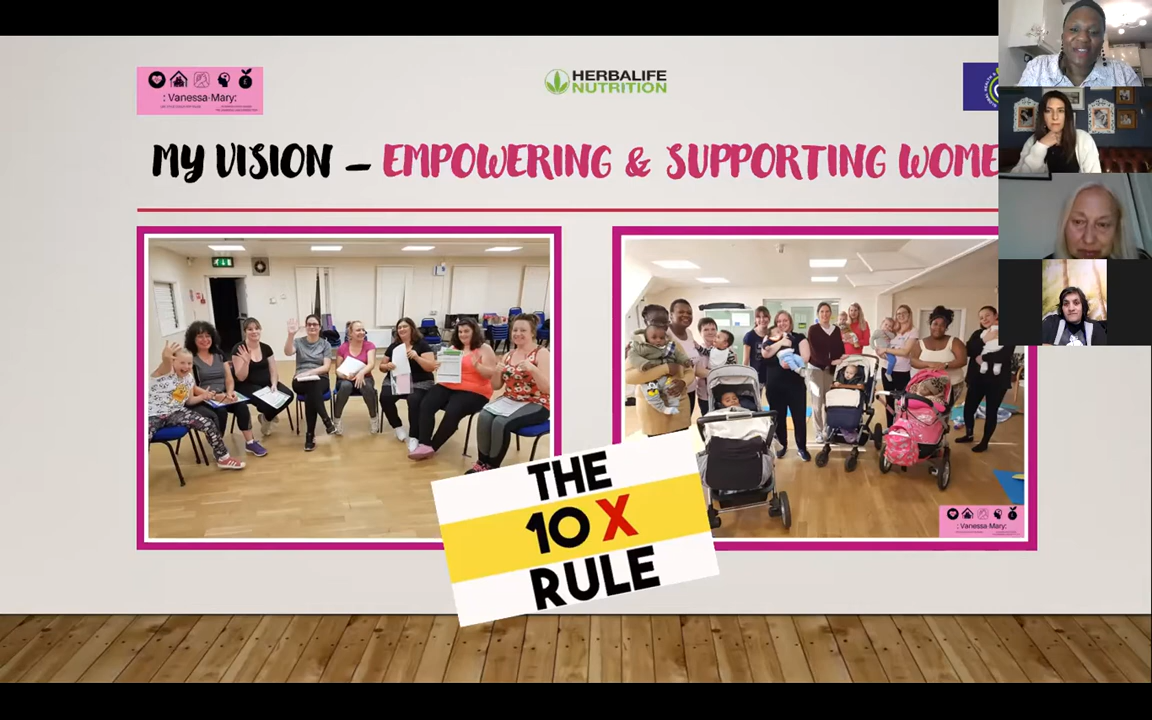 : Vanessa-Mary:
HERBALIFE
NUTRITION
MY VISION – EMPOWERING & SUPPORTING WOME
THE
10 X
RULE
: Vanessa Mary: